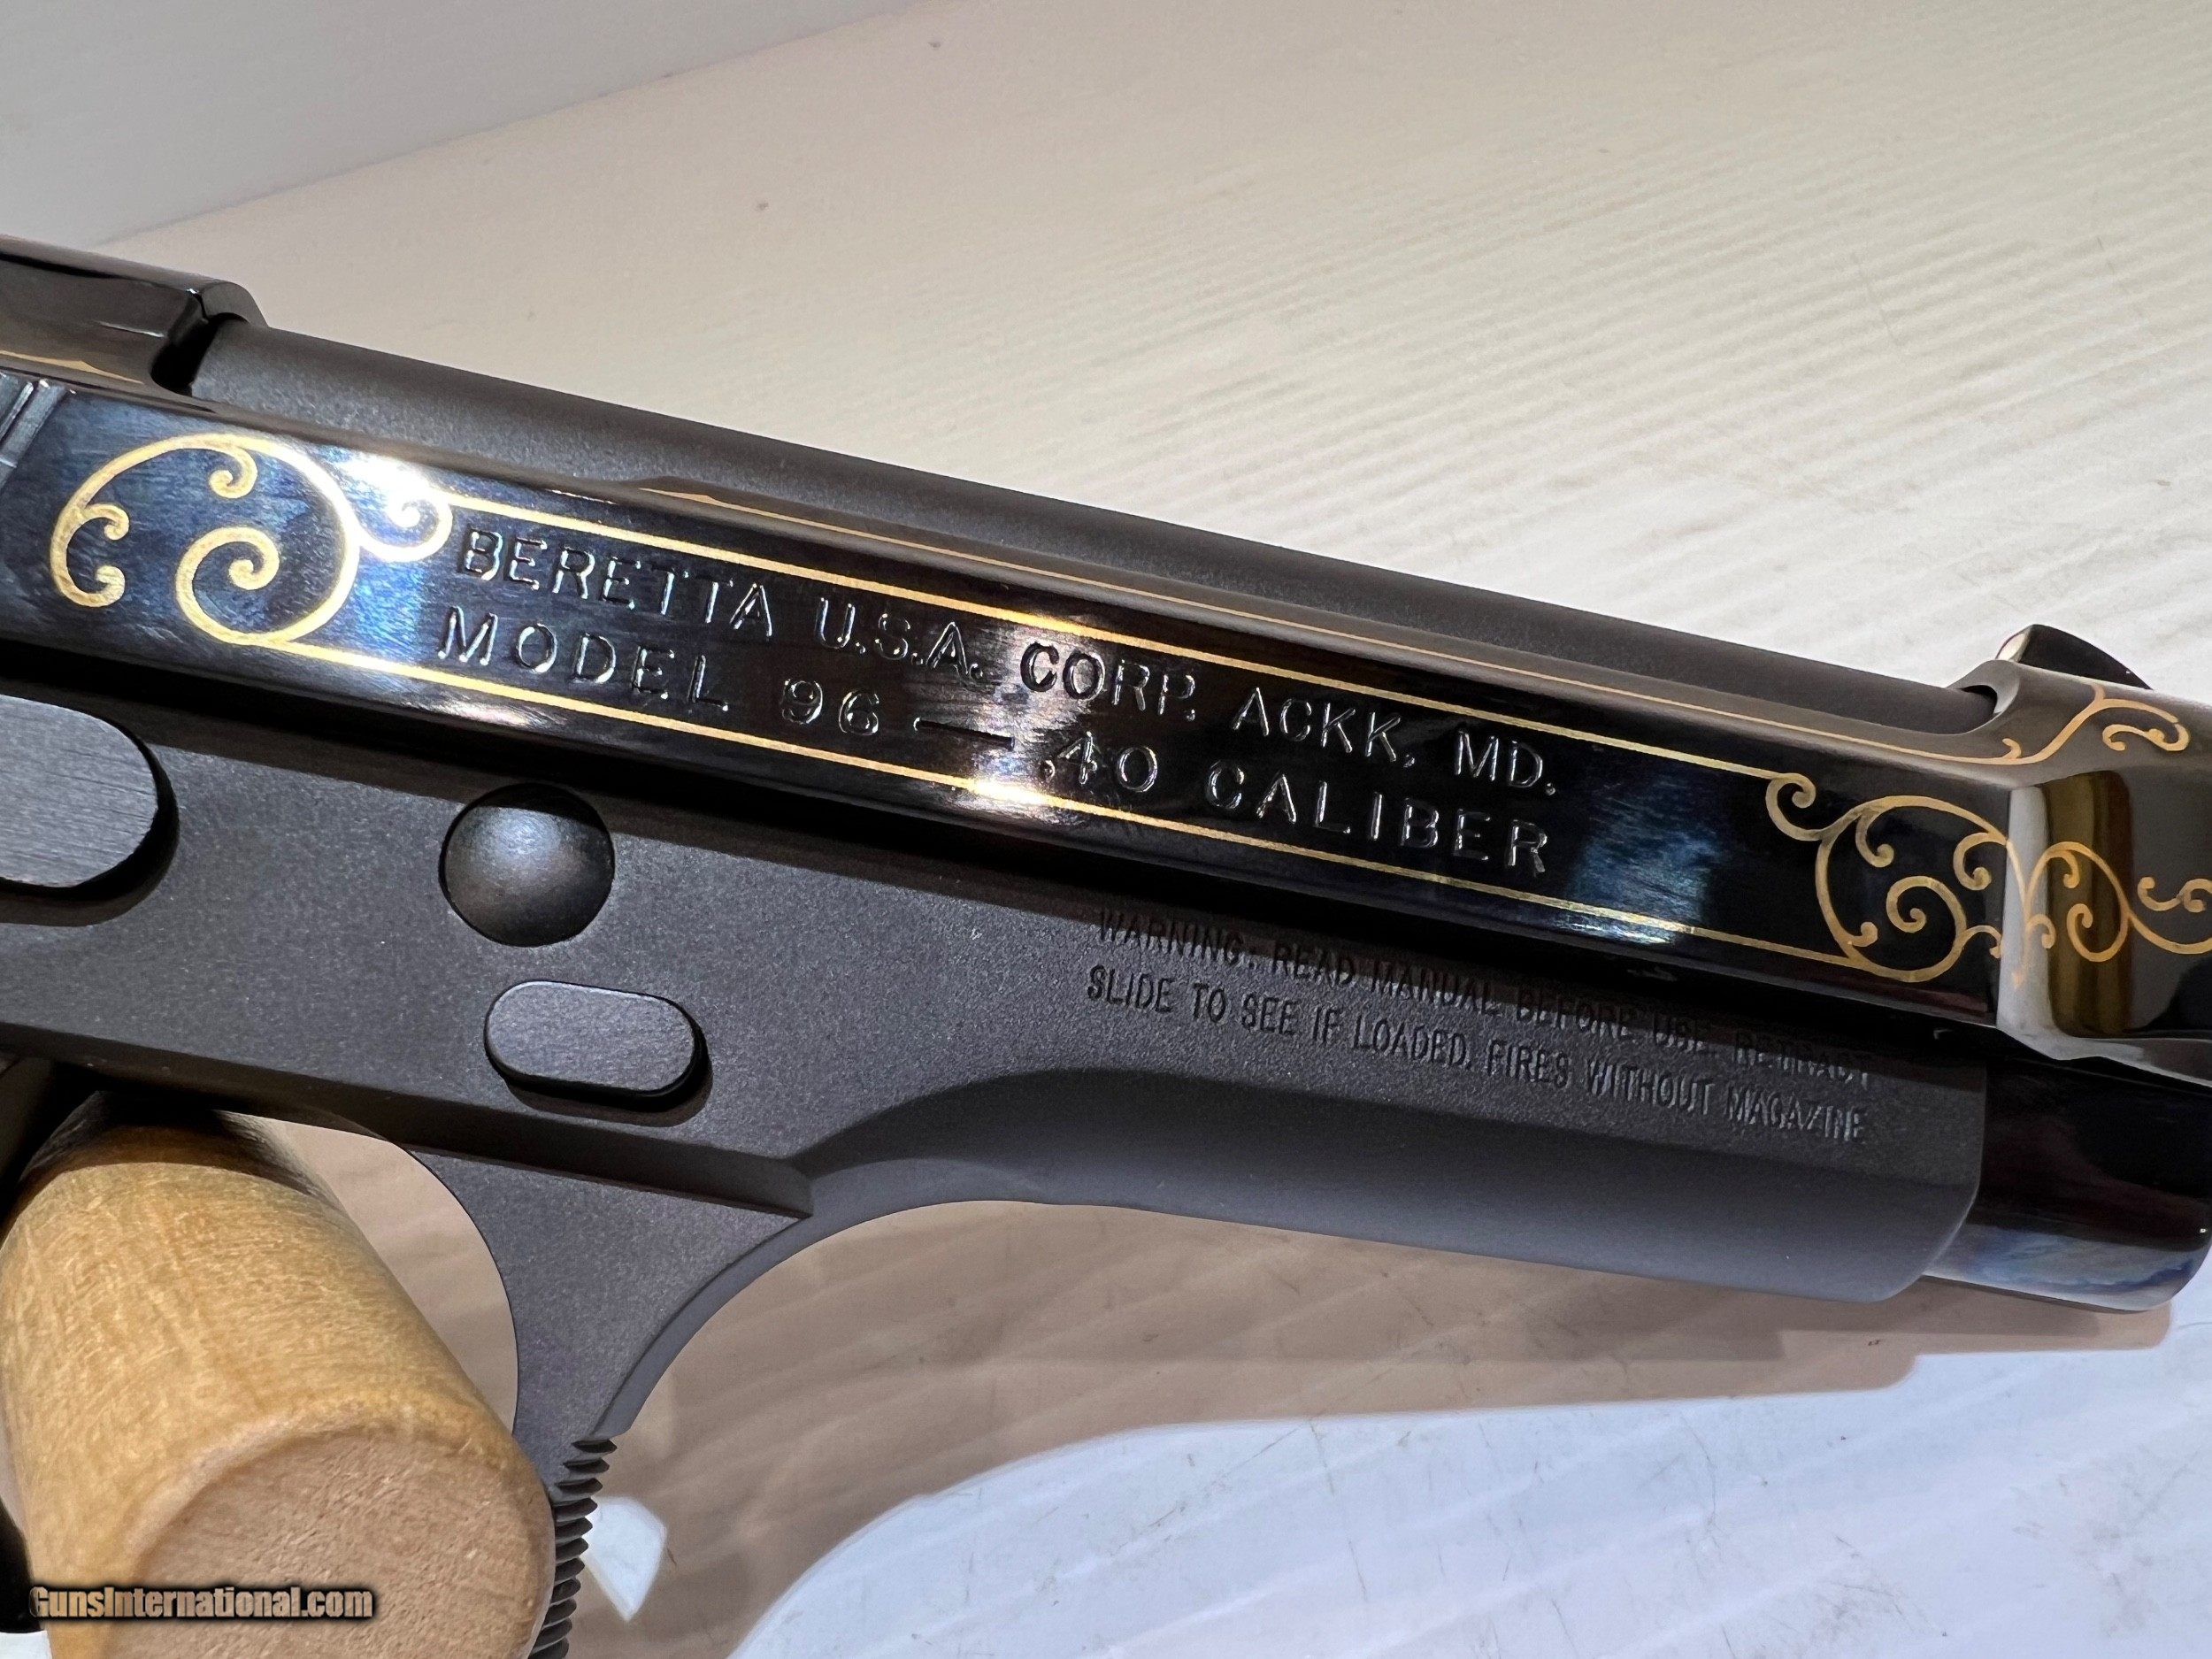 BERETTA U.S.A. CORP. ACKK, MD.
MODEL 96 — .40 CALIBER
WARNING: READ MANUAL BEFORE USE. RETRACT
SLIDE TO SEE IF LOADED. FIRES WITHOUT MAGAZINE
GunsInternational.com